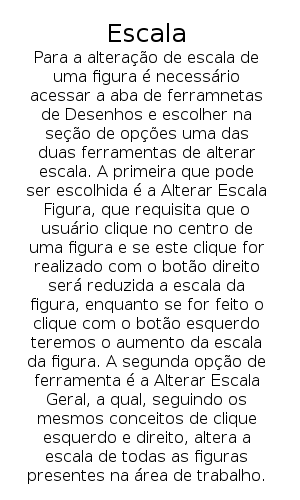 Escala
Para a alteração de escala de
uma figura é necessário
acessar a aba de ferramnetas
de Desenhos e escolher na
seção de opções uma das
duas ferramentas de alterar
escala. A primeira que pode
ser escolhida é a Alterar Escala
Figura, que requisita que o
usuário clique no centro de
uma figura e se este clique for
realizado com o botão direito
será reduzida a escala da
figura, enquanto se for feito o
clique com o botão esquerdo
teremos o aumento da escala
da figura. A segunda opção de
ferramenta é a Alterar Escala
Geral, a qual, seguindo os
mesmos conceitos de clique
esquerdo e direito, altera a
escala de todas as figuras
presentes na área de trabalho.